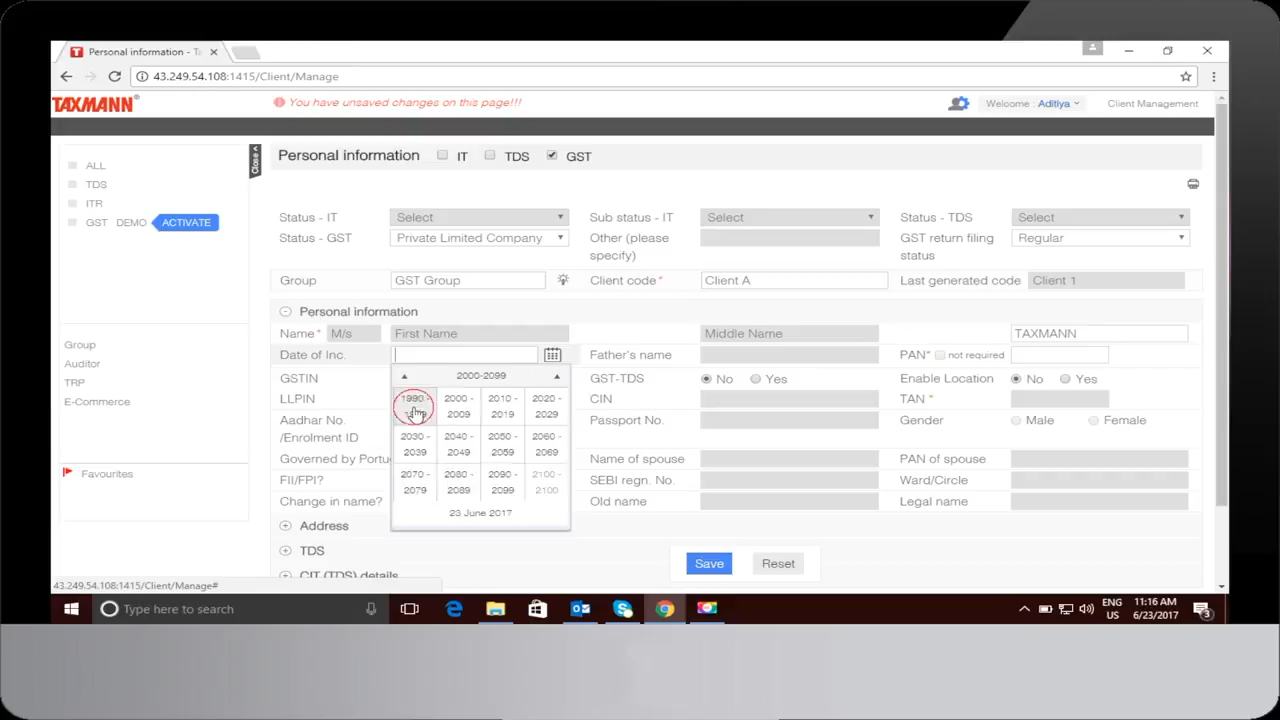 Personal information - T
43.249.54.108:1415/Client/Manage
TAXMANN®
You have unsaved changes on this page!!!
Welcome : Aditiya
Client Management
Close
Personal information IT TDS GST
ALL
TDS
ITR
GST DEMO ACTIVATE
Status - IT Select Sub status - IT Select Status - TDS Select
Status - GST Private Limited Company Other (please specify) GST return filing status Regular
Group GST Group Client code* Client A Last generated code Client 1
Personal information
Name * M/s First Name Middle Name TAXMANN
Date of Inc. Father's name PAN* not required
2000-2099
GSTIN GST-TDS No Yes Enable Location No Yes
LLPIN CIN TAN *
Aadhar No. /Enrolment ID Passport No. Gender Male Female
Governed by Portu Name of spouse PAN of spouse
FII/FPI? SEBI regn. No. Ward/Circle
Change in name? Old name Legal name
1990 - 2000 - 2009 2010 - 2019 2020 - 2029
2030 - 2039 2040 - 2049 2050 - 2059 2060 - 2069
2070 - 2079 2080 - 2089 2090 - 2099 2100 - 2100
23 June 2017
Group
Auditor
TRP
E-Commerce
Favourites
Address
TDS
CIT (TDS) details
Save Reset
43.249.54.108:1415/Client/Manage#
Type here to search
ENG US
11:16 AM
6/23/2017
3